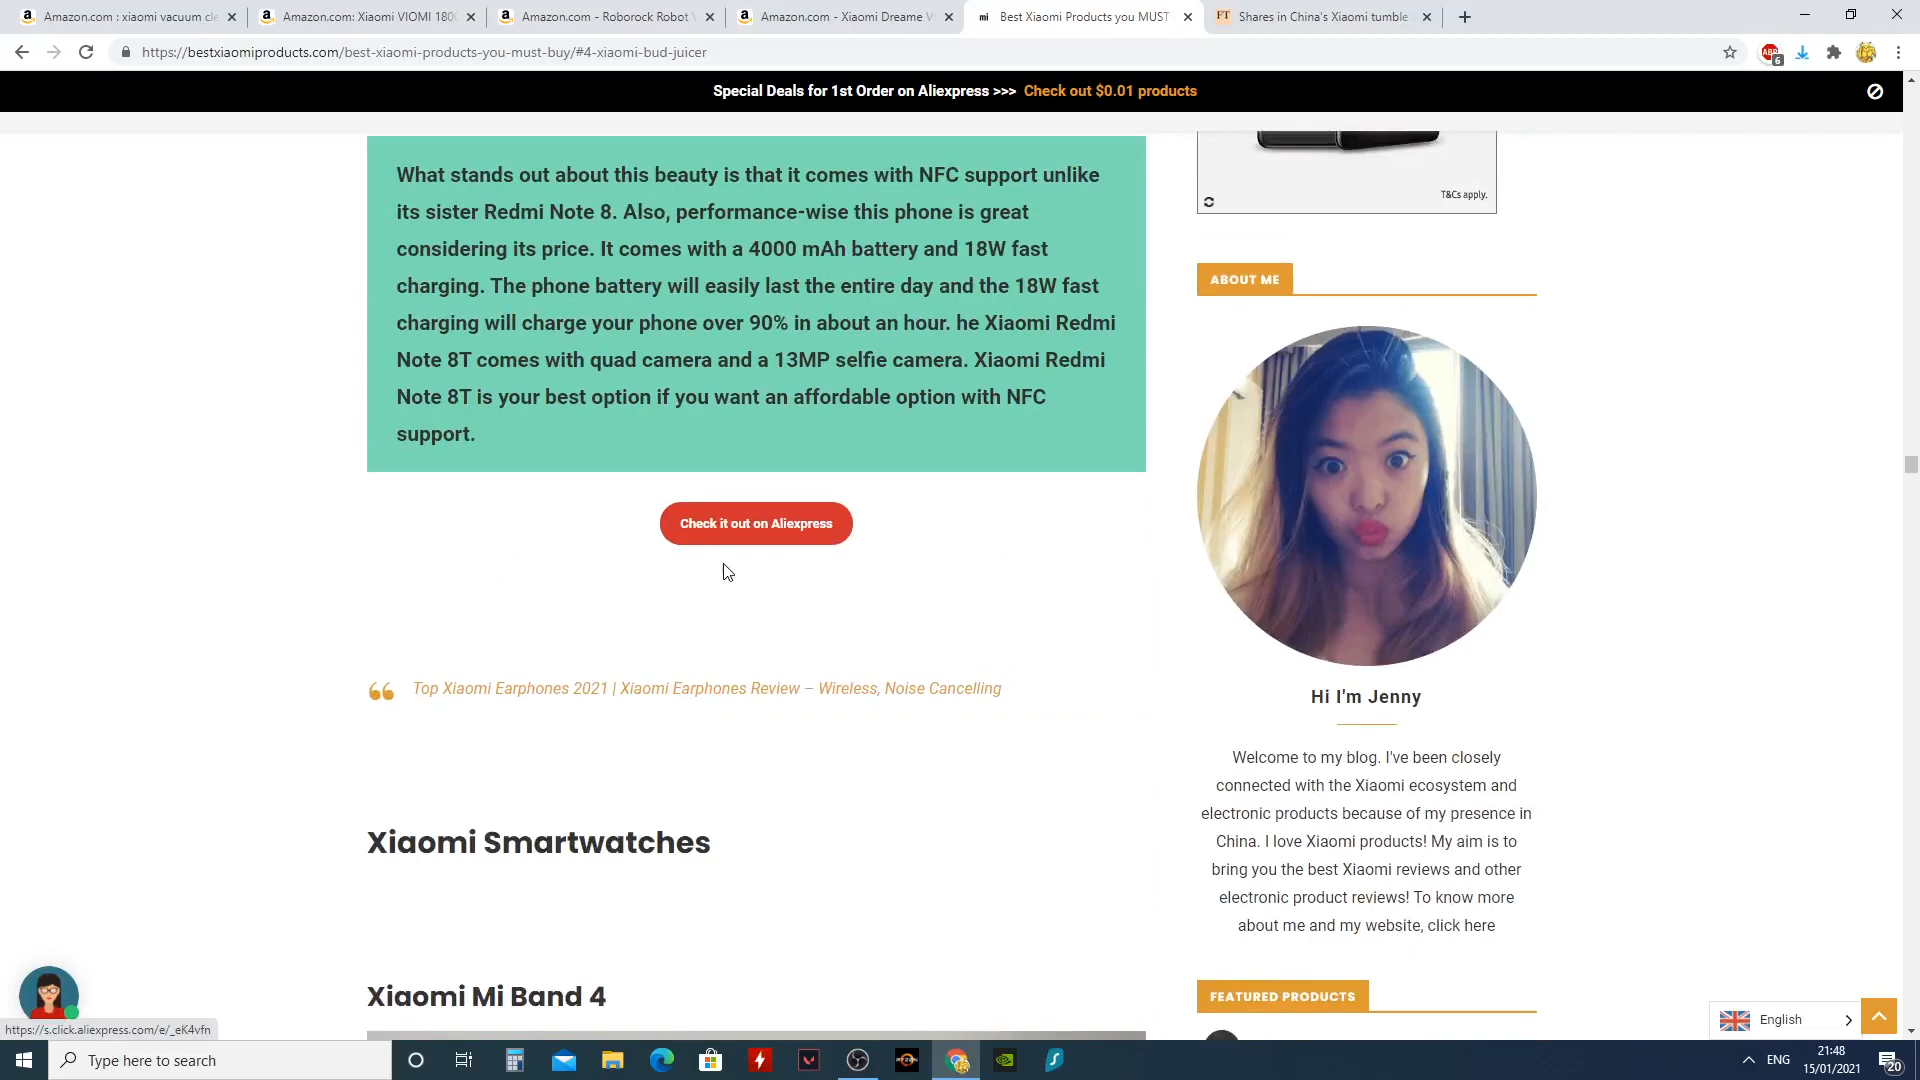 Amazon.com : xiaomi vacuum cle
Amazon.com: Xiaomi VIOMI 1800
Amazon.com - Roborock Robot V
Amazon.com - Xiaomi Dreame V
mi Best Xiaomi Products you MUST
FT Shares in China's Xiaomi tumble
https://bestxiaomiproducts.com/best-xiaomi-products-you-must-buy/#4-xiaomi-bud-juicer
ABP
6
Special Deals for 1st Order on Aliexpress >>> Check out $0.01 products
What stands out about this beauty is that it comes with NFC support unlike
its sister Redmi Note 8. Also, performance-wise this phone is great
considering its price. It comes with a 4000 mAh battery and 18W fast
charging. The phone battery will easily last the entire day and the 18W fast
charging will charge your phone over 90% in about an hour. he Xiaomi Redmi
Note 8T comes with quad camera and a 13MP selfie camera. Xiaomi Redmi
Note 8T is your best option if you want an affordable option with NFC
support.
Check it out on Aliexpress
Top Xiaomi Earphones 2021 | Xiaomi Earphones Review – Wireless, Noise Cancelling
Xiaomi Smartwatches
Xiaomi Mi Band 4
T&Cs apply.
ABOUT ME
Hi I'm Jenny
Welcome to my blog. I've been closely
connected with the Xiaomi ecosystem and
electronic products because of my presence in
China. I love Xiaomi products! My aim is to
bring you the best Xiaomi reviews and other
electronic product reviews! To know more
about me and my website, click here
FEATURED PRODUCTS
English
https://s.click.aliexpress.com/e/_eK4vfn
Type here to search
RYZEN
ENG
21:48
15/01/2021
20